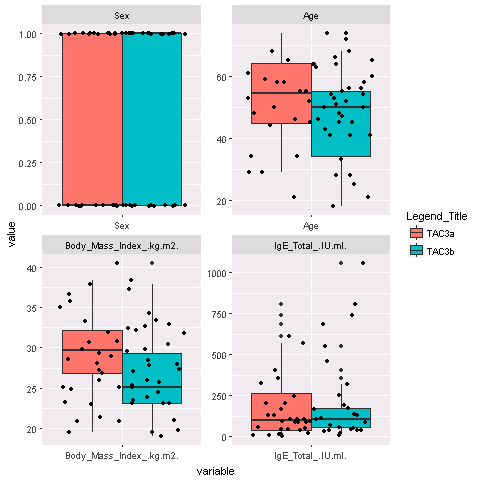 Sex
Age
1.00
0.75
0.50
0.25
0.00
60
40
20
Sex
Age
value
Body_Mass_Index_.kg.m2.
IgE_Total_.IU.ml.
40
35
30
25
20
1000
750
500
250
0
Body_Mass_Index_.kg.m2.
IgE_Total_.IU.ml.
variable
Legend_Title
TAC3a
TAC3b